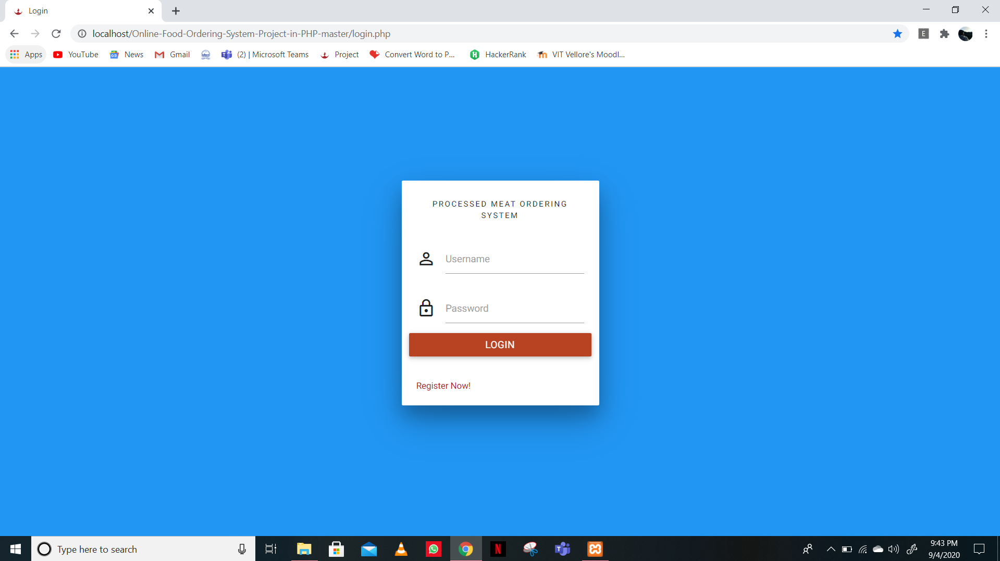 Login
localhost/Online-Food-Ordering-System-Project-in-PHP-master/login.php
E
Apps YouTube News Gmail (2) | Microsoft Teams Project Convert Word to P... HackerRank VIT Vellore's Moodl...
PROCESSED MEAT ORDERING
SYSTEM
Username
Password
LOGIN
Register Now!
Type here to search
9:43 PM
9/4/2020